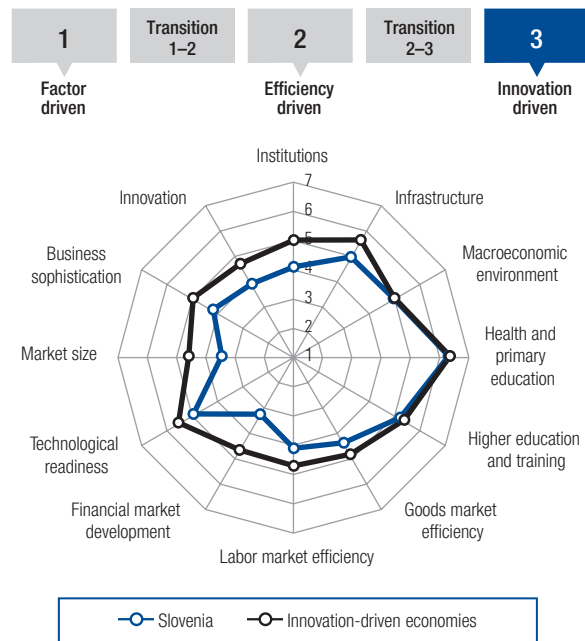 1
Transition
1–2
2
Transition
2–3
3
Factor
driven
Efficiency
driven
Innovation
driven
Institutions
Innovation
Infrastructure
Business
sophistication
Macroeconomic
environment
Market size
Health and
primary
education
Technological
readiness
Higher education
and training
Financial market
development
Goods market
efficiency
Labor market efficiency
7
6
5
4
3
2
1
Slovenia
Innovation-driven economies